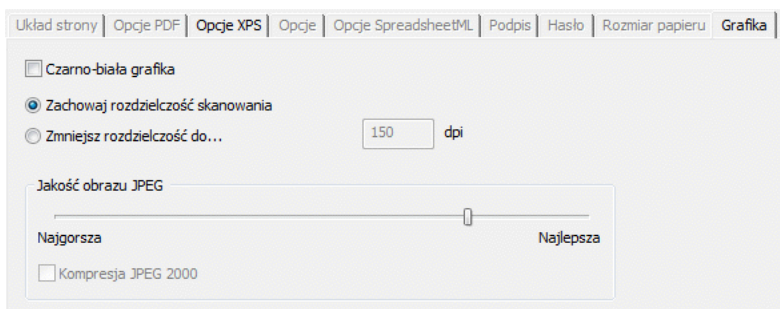 Układ strony Opcje PDF Opcje XPS Opcje Opcje SpreadsheetML Podpis Hasło Rozmiar papieru Grafika
Czarno-biała grafika
Zachowaj rozdzielczość skanowania
Zmniejsz rozdzielczość do... 150 dpi
Jakość obrazu JPEG
Najgorsza Najlepsza
Kompresja JPEG 2000